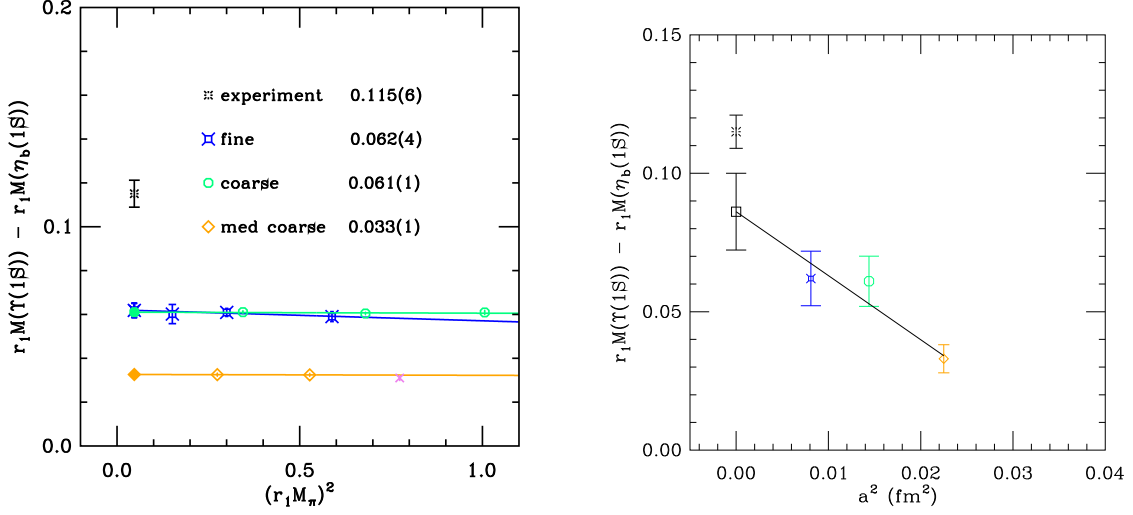 0.2
0.1
0.0
r₁M(ϒ(1S)) − r₁M(η_b(1S))
experiment 0.115(6)
fine 0.062(4)
coarse 0.061(1)
med coarse 0.033(1)
0.0 0.5 1.0
(r₁M_π)²
0.15
0.10
0.05
0.00
r₁M(ϒ(1S)) − r₁M(η_b(1S))
0.00 0.01 0.02 0.03 0.04
a² (fm²)